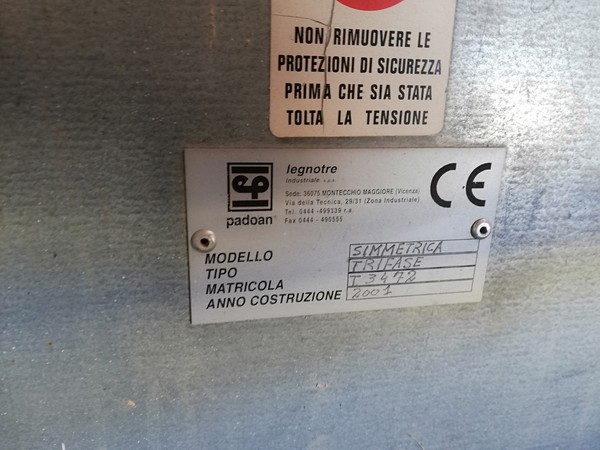 NON RIMUOVERE LE
PROTEZIONI DI SICUREZZA
PRIMA CHE SIA STATA
TOLTA LA TENSIONE
padoan
legnotre
industriale s.p.a.
Sede: 36075 MONTECCHIO MAGGIORE (Vicenza)
Via della Tecnica, 29/31 (Zona Industriale)
Tel. 0444 -499339 r.a.
Fax 0444 - 490555
CE
MODELLO SIMMETRICA
TIPO TRIFASE
MATRICOLA T3472
ANNO COSTRUZIONE 2001